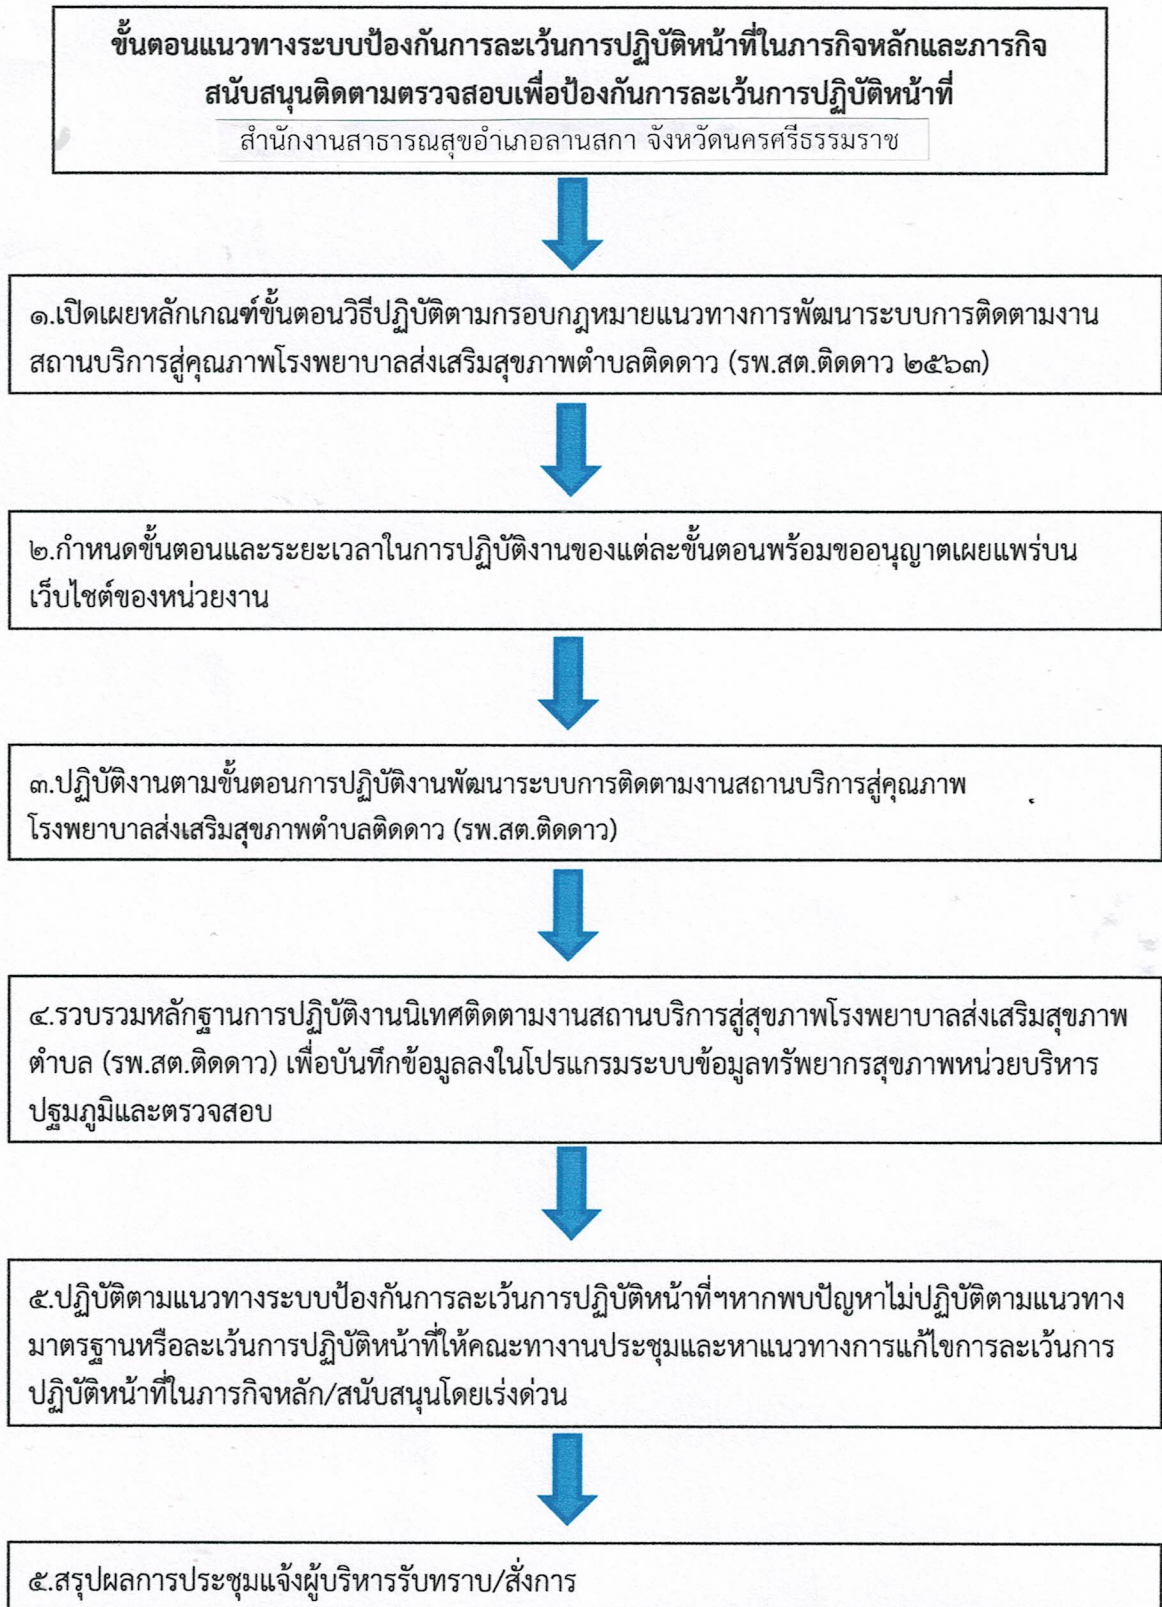 ขั้นตอนแนวทางระบบป้องกันการละเว้นการปฏิบัติหน้าที่ในภารกิจหลักและภารกิจ
สนับสนุนติดตามตรวจสอบเพื่อป้องกันการละเว้นการปฏิบัติหน้าที่
สำนักงานสาธารณสุขอำเภอลานสกา จังหวัดนครศรีธรรมราช
๑.เปิดเผยหลักเกณฑ์ขั้นตอนวิธีปฏิบัติตามกรอบกฎหมายแนวทางการพัฒนาระบบการติดตามงาน
สถานบริการสู่คุณภาพโรงพยาบาลส่งเสริมสุขภาพตำบลติดดาว (รพ.สต.ติดดาว ๒๕๖๓)
๒.กำหนดขั้นตอนและระยะเวลาในการปฏิบัติงานของแต่ละขั้นตอนพร้อมขออนุญาตเผยแพร่บน
เว็บไซต์ของหน่วยงาน
๓.ปฏิบัติงานตามขั้นตอนการปฏิบัติงานพัฒนาระบบการติดตามงานสถานบริการสู่คุณภาพ
โรงพยาบาลส่งเสริมสุขภาพตำบลติดดาว (รพ.สต.ติดดาว)
๔.รวบรวมหลักฐานการปฏิบัติงานนิเทศติดตามงานสถานบริการสู่สุขภาพโรงพยาบาลส่งเสริมสุขภาพ
ตำบล (รพ.สต.ติดดาว) เพื่อบันทึกข้อมูลลงในโปรแกรมระบบข้อมูลทรัพยากรสุขภาพหน่วยบริหาร
ปฐมภูมิและตรวจสอบ
๕.ปฏิบัติตามแนวทางระบบป้องกันการละเว้นการปฏิบัติหน้าที่ฯหากพบปัญหาไม่ปฏิบัติตามแนวทาง
มาตรฐานหรือละเว้นการปฏิบัติหน้าที่ให้คณะทางานประชุมและหาแนวทางการแก้ไขการละเว้นการ
ปฏิบัติหน้าที่ในภารกิจหลัก/สนับสนุนโดยเร่งด่วน
๕.สรุปผลการประชุมแจ้งผู้บริหารรับทราบ/สั่งการ